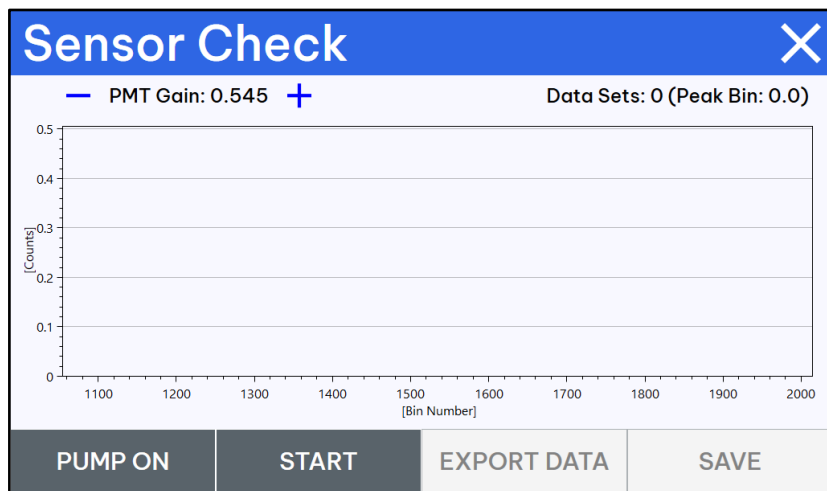 Sensor Check
PMT Gain: 0.545
Data Sets: 0 (Peak Bin: 0.0)
0.5
0.4
0.3
[Counts]
0.2
0.1
0
1100 1200 1300 1400 1500 1600 1700 1800 1900 2000
[Bin Number]
PUMP ON START EXPORT DATA SAVE